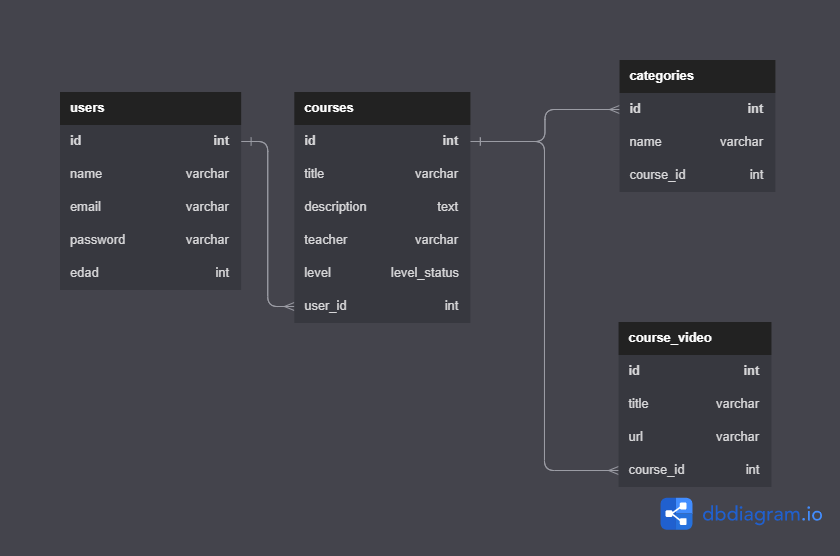 users
id int
name varchar
email varchar
password varchar
edad int
courses
id int
title varchar
description text
teacher varchar
level level_status
user_id int
categories
id int
name varchar
course_id int
course_video
id int
title varchar
url varchar
course_id int
dbdiagram.io